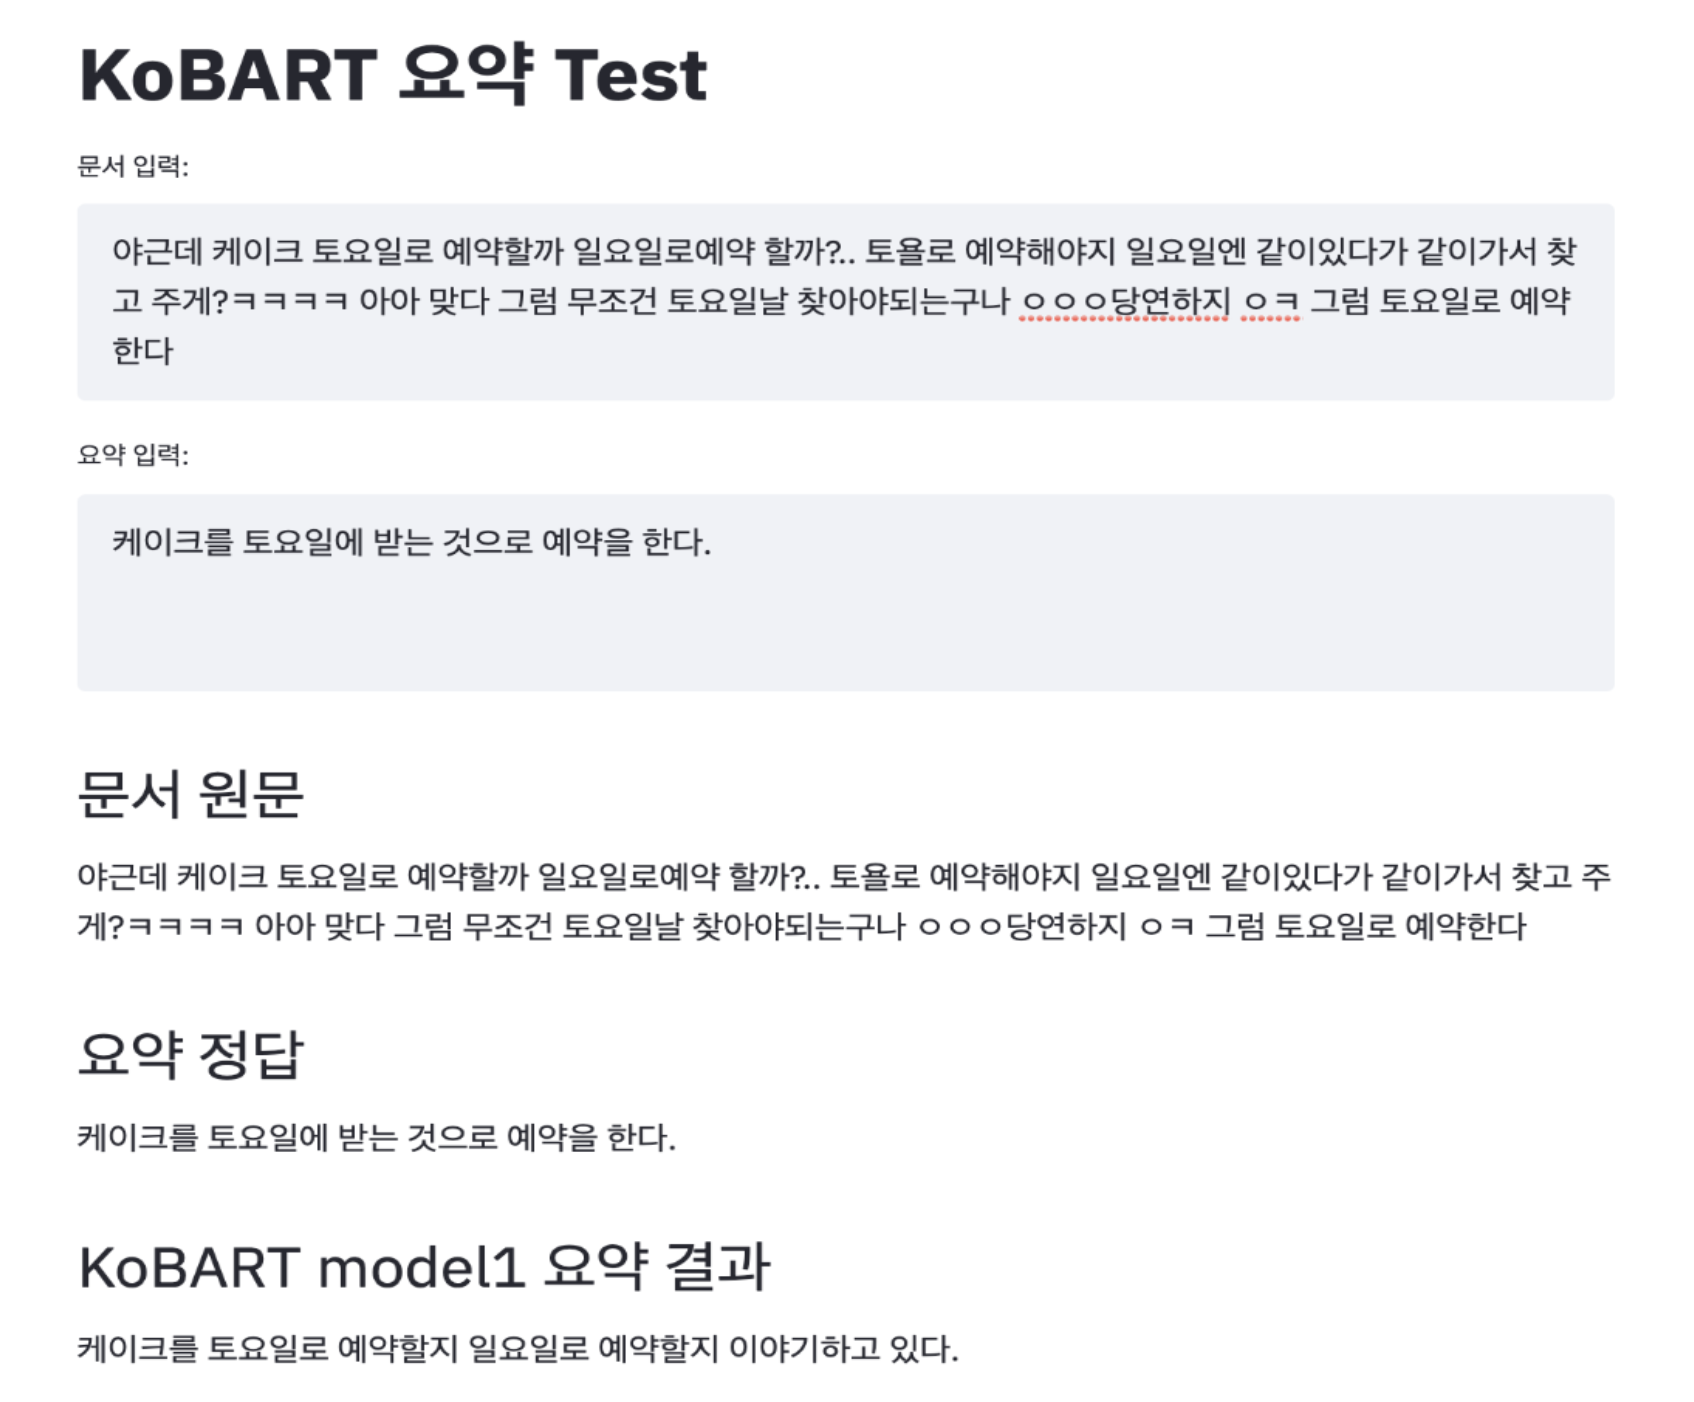 KoBART 요약 Test
문서 입력:
야근데 케이크 토요일로 예약할까 일요일로예약 할까?.. 토욜로 예약해야지 일요일엔 같이있다가 같이가서 찾
고 주게?ㅋㅋㅋㅋ 아아 맞다 그럼 무조건 토요일날 찾아야되는구나 ㅇㅇㅇ당연하지 ㅇㅋ 그럼 토요일로 예약
한다
요약 입력:
케이크를 토요일에 받는 것으로 예약을 한다.
문서 원문
야근데 케이크 토요일로 예약할까 일요일로예약 할까?.. 토욜로 예약해야지 일요일엔 같이있다가 같이가서 찾고 주
게?ㅋㅋㅋㅋ 아아 맞다 그럼 무조건 토요일날 찾아야되는구나 ㅇㅇㅇ당연하지 ㅇㅋ 그럼 토요일로 예약한다
요약 정답
케이크를 토요일에 받는 것으로 예약을 한다.
KoBART model1 요약 결과
케이크를 토요일로 예약할지 일요일로 예약할지 이야기하고 있다.